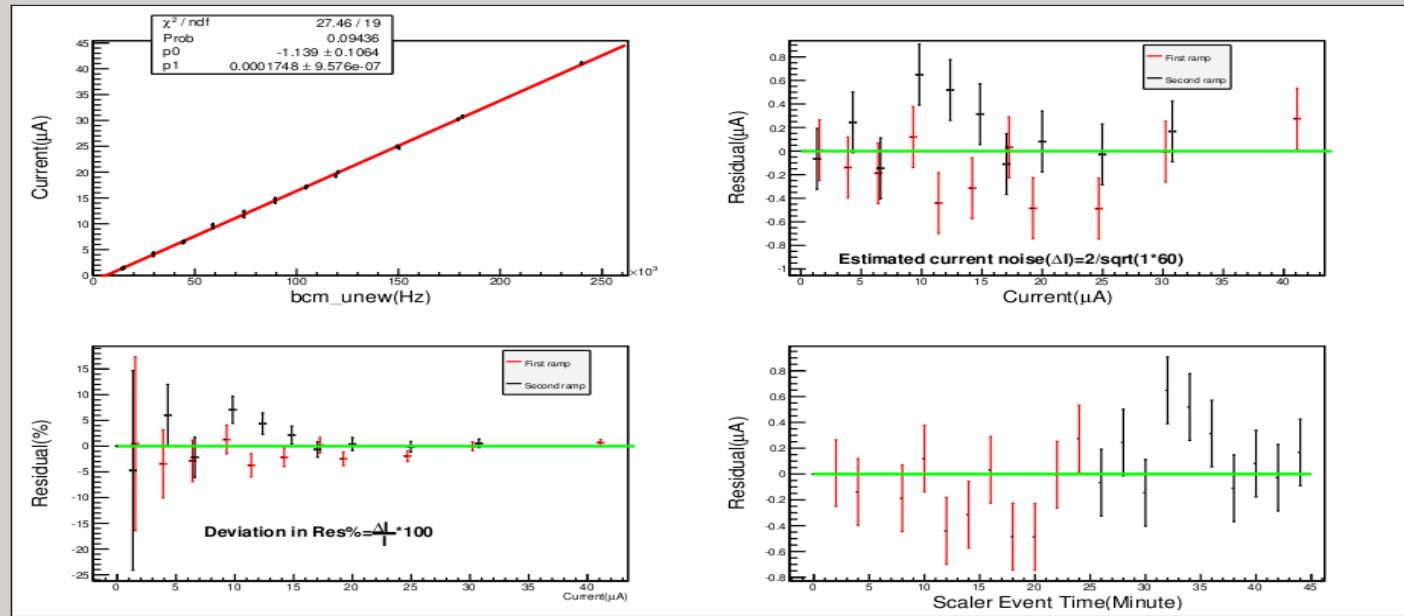 χ² / ndf 27.46 / 19
Prob 0.09436
p0 -1.139 ± 0.1064
p1 0.0001748 ± 9.576e-07
45
40
35
30
25
20
15
10
5
0
Current(μA)
0 50 100 150 200 250 ×10³
bcm_unew(Hz)
First ramp
Second ramp
0.8
0.6
0.4
0.2
0
-0.2
-0.4
-0.6
-0.8
-1
Residual(μA)
Estimated current noise(ΔI)=2/sqrt(1*60)
0 5 10 15 20 25 30 35 40
Current(μA)
First ramp
Second ramp
15
10
5
0
-5
-10
-15
-20
-25
Residual(%)
Deviation in Res%=ΔI/I*100
0 5 10 15 20 25 30 35 40
Current(μA)
0.8
0.6
0.4
0.2
0
-0.2
-0.4
-0.6
-0.8
Residual(μA)
0 5 10 15 20 25 30 35 40 45
Scaler Event Time(Minute)